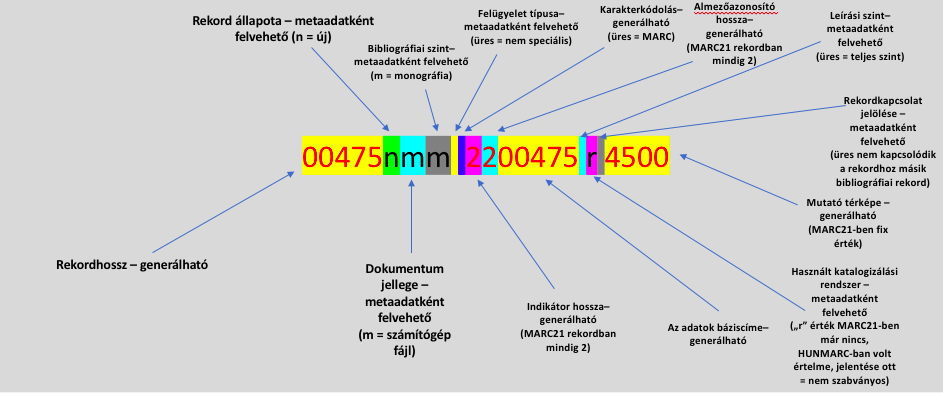 Rekord állapota – metaadatként
felvehető (n = új)
Bibliográfiai szint–
metaadatként felvehető
(m = monográfia)
Felügyelet típusa–
metaadatként felvehető
(üres = nem speciális)
Karakterkódolás–
generálható
(üres = MARC)
Almezőazonosító
hossza–
generálható
(MARC21 rekordban
mindig 2)
Leírási szint–
metaadatként
felvehető
(üres = teljes szint)
Rekordkapcsolat
jelölése –
metaadatként
felvehető
(üres nem kapcsolódik
a rekordhoz másik
bibliográfiai rekord)
00475nmm  2200475 r 4500
Mutató térképe –
generálható
(MARC21-ben fix
érték)
Rekordhossz – generálható
Dokumentum
jellege –
metaadatként
felvehető
(m = számítógép
fájl)
Indikátor hossza–
generálható
(MARC21 rekordban
mindig 2)
Az adatok báziscíme–
generálható
Használt katalogizálási
rendszer –
metaadatként
felvehető
(„r” érték MARC21-ben
már nincs,
HUNMARC-ban volt
értelme, jelentése ott
= nem szabványos)